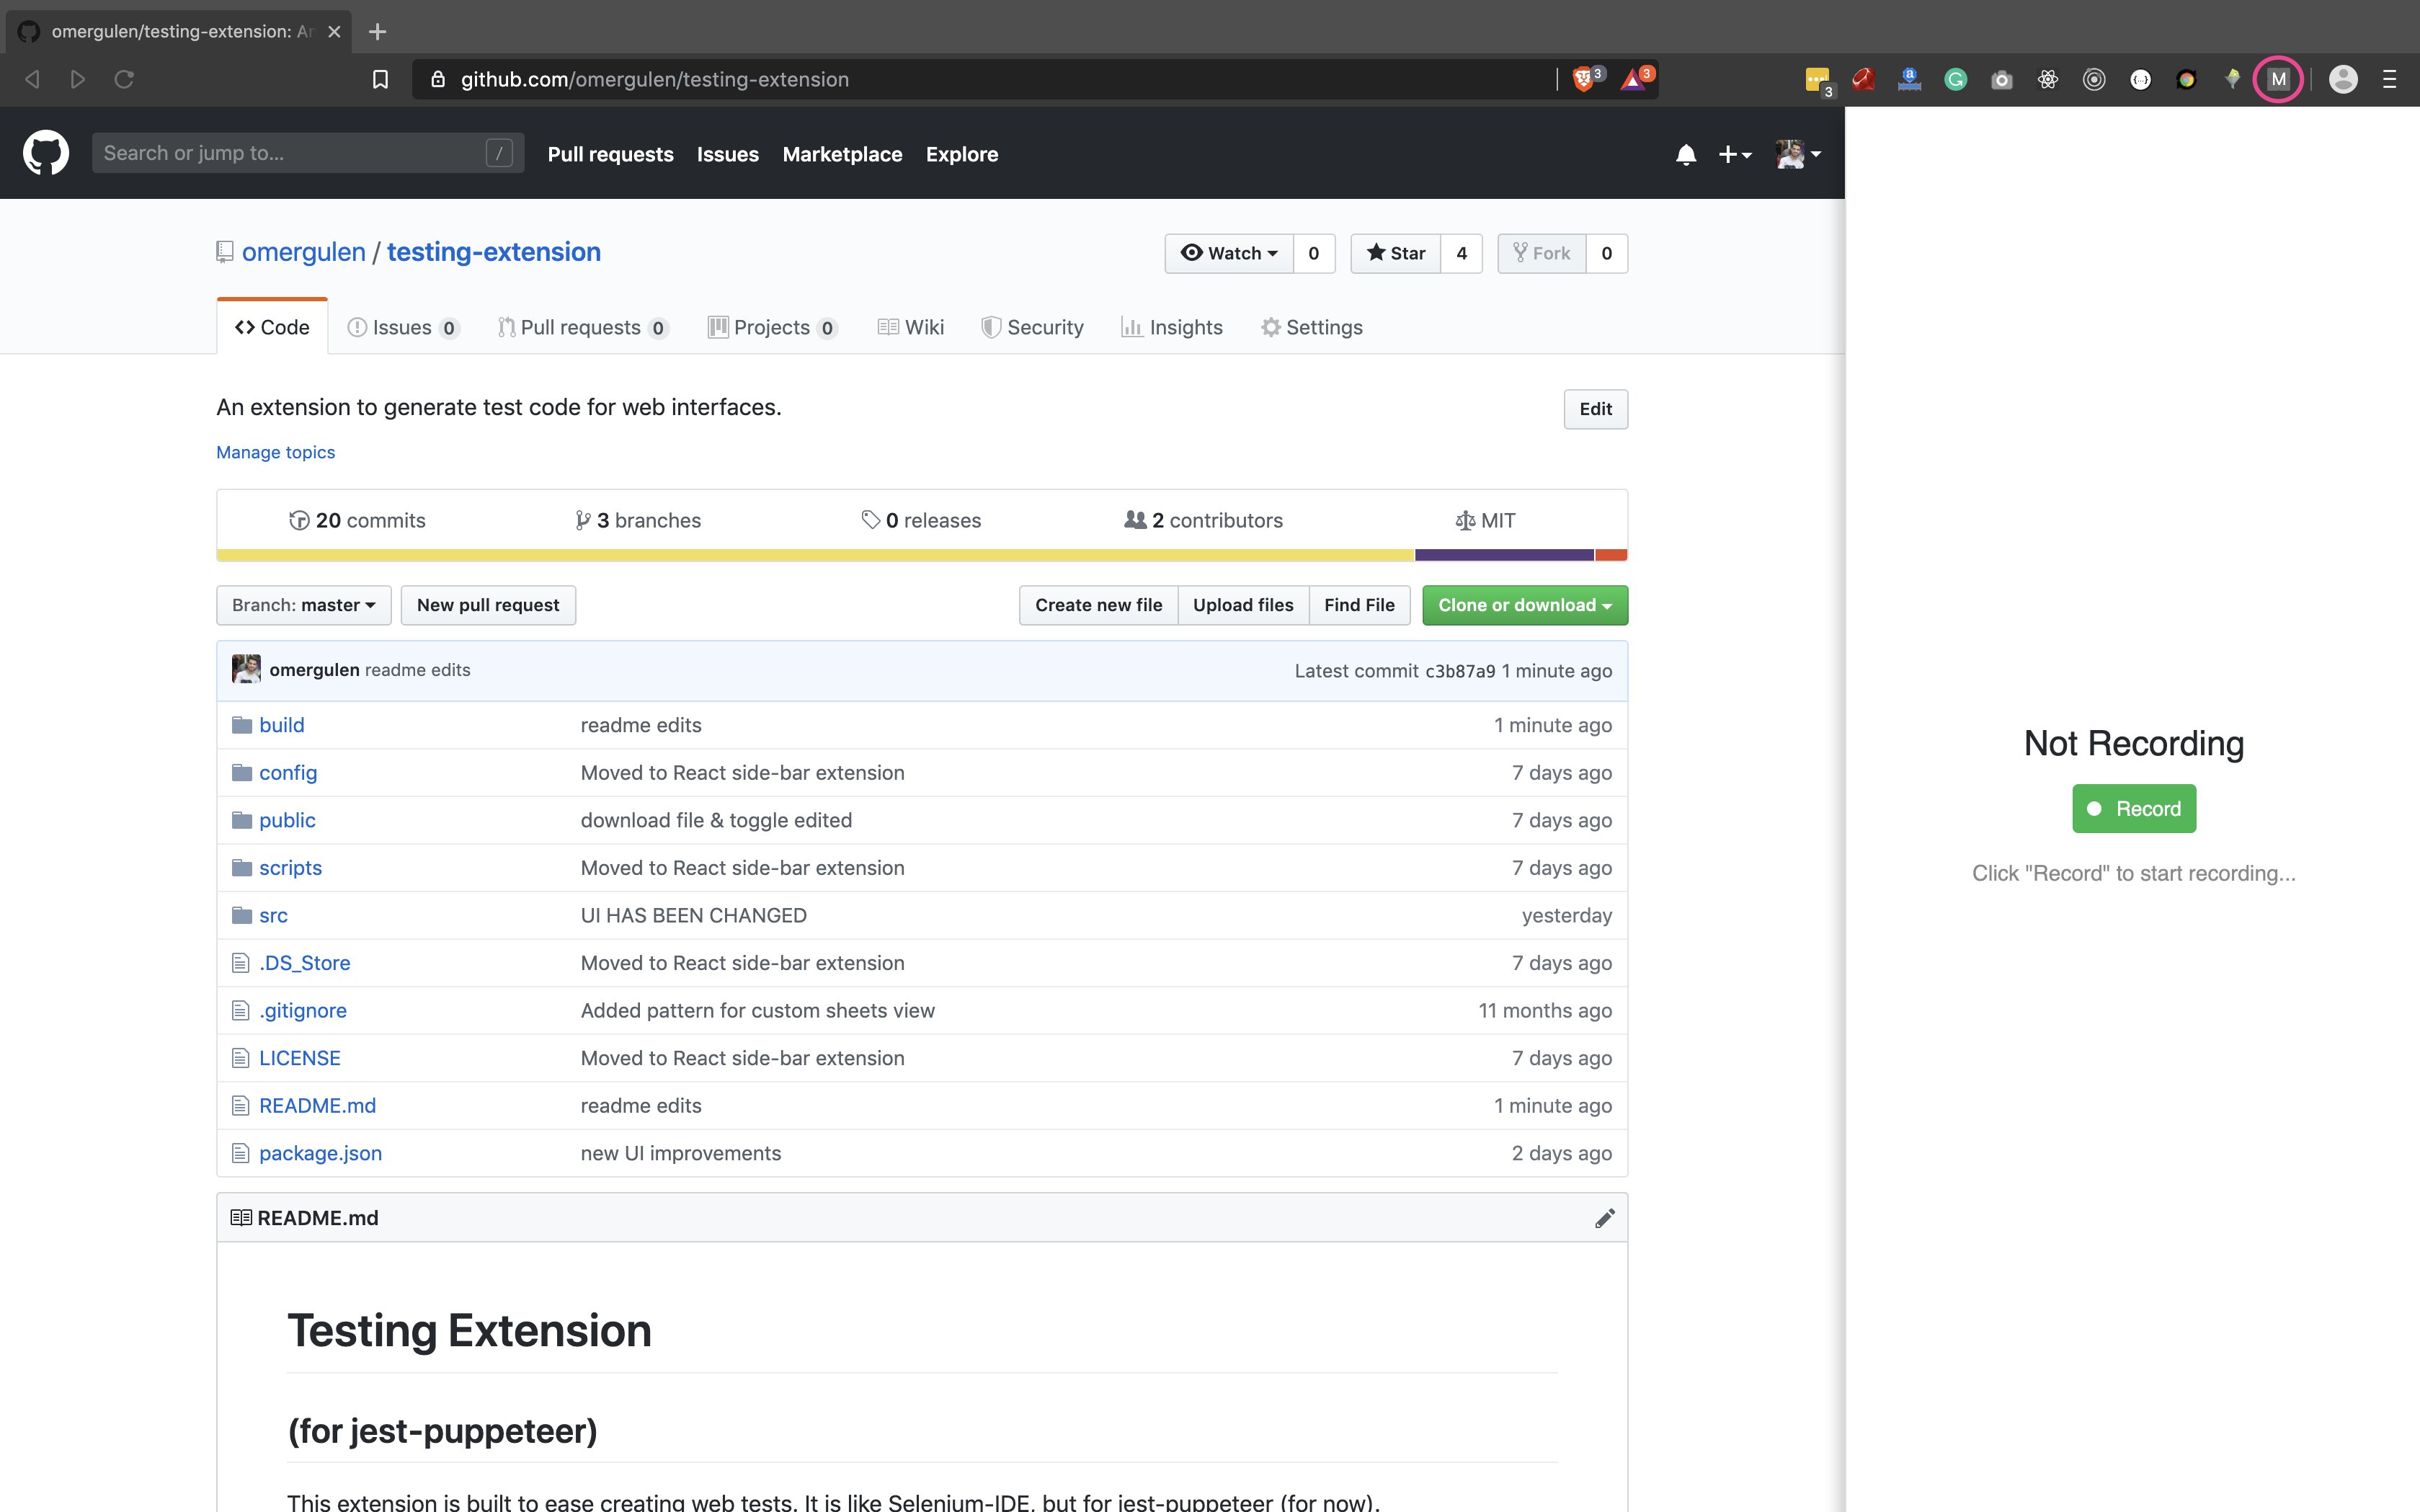 omergulen/testing-extension: An
github.com/omergulen/testing-extension
3
3
3
M
Search or jump to...
/
Pull requests
Issues
Marketplace
Explore
omergulen / testing-extension
Watch
0
Star
4
Fork
0
Code
Issues 0
Pull requests 0
Projects 0
Wiki
Security
Insights
Settings
An extension to generate test code for web interfaces.
Edit
Manage topics
20 commits
3 branches
0 releases
2 contributors
MIT
Branch: master
New pull request
Create new file
Upload files
Find File
Clone or download
omergulen readme edits
Latest commit c3b87a9 1 minute ago
build readme edits 1 minute ago
config Moved to React side-bar extension 7 days ago
public download file & toggle edited 7 days ago
scripts Moved to React side-bar extension 7 days ago
src UI HAS BEEN CHANGED yesterday
.DS_Store Moved to React side-bar extension 7 days ago
.gitignore Added pattern for custom sheets view 11 months ago
LICENSE Moved to React side-bar extension 7 days ago
README.md readme edits 1 minute ago
package.json new UI improvements 2 days ago
README.md
Testing Extension
(for jest-puppeteer)
This extension is built to ease creating web tests. It is like Selenium-IDE, but for jest-puppeteer (for now).
Not Recording
Record
Click "Record" to start recording...